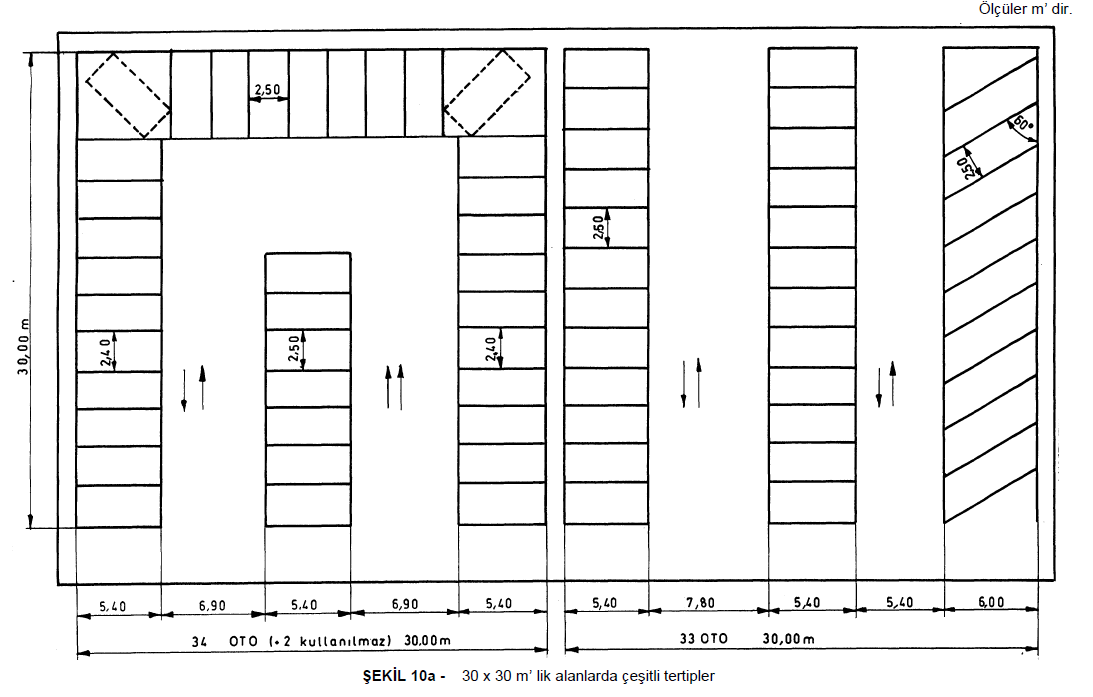 Ölçüler m' dir.
2,50
60°
2,50
2,50
30,00 m
2,40
2,50
2,40
5,40 6,90 5,40 6,90 5,40 5,40 7,80 5,40 5,40 6,00
34 OTO (+2 kullanılmaz) 30,00m 33 OTO 30,00m
ŞEKİL 10a - 30 x 30 m' lik alanlarda çeşitli tertipler